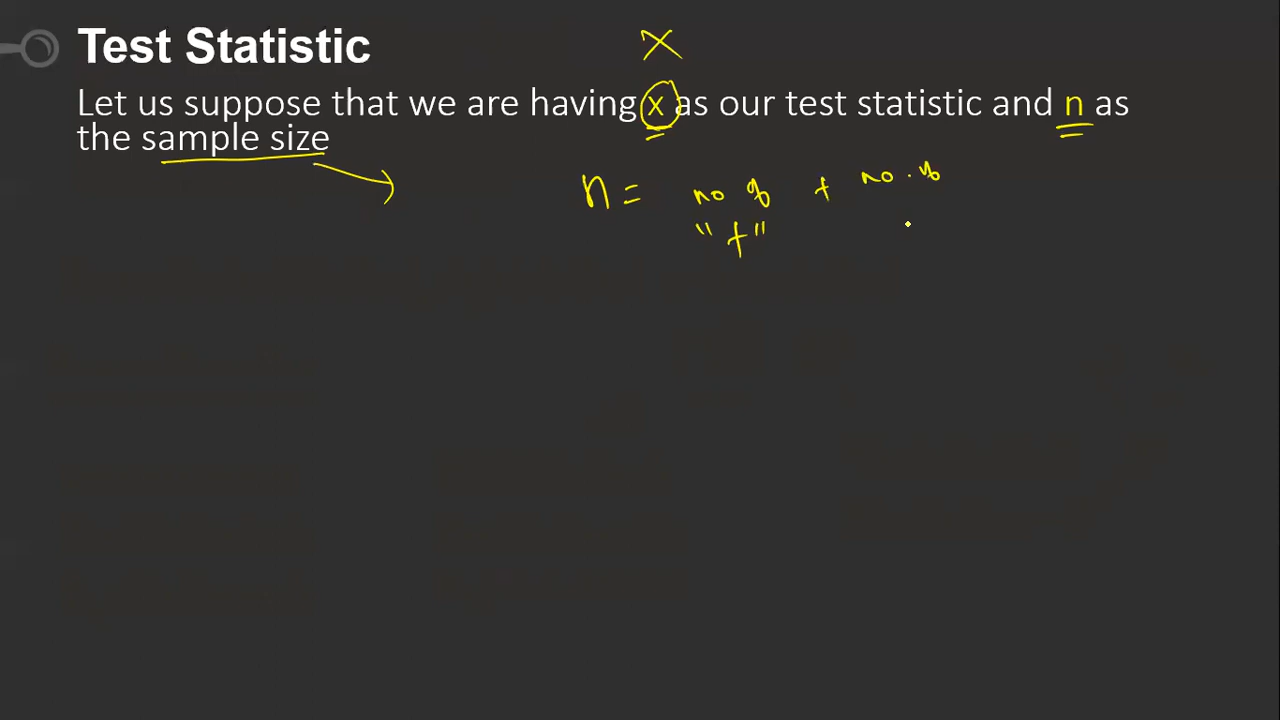 Test Statistic
x
Let us suppose that we are having x as our test statistic and n as
the sample size
n = no of + no. of
"+"